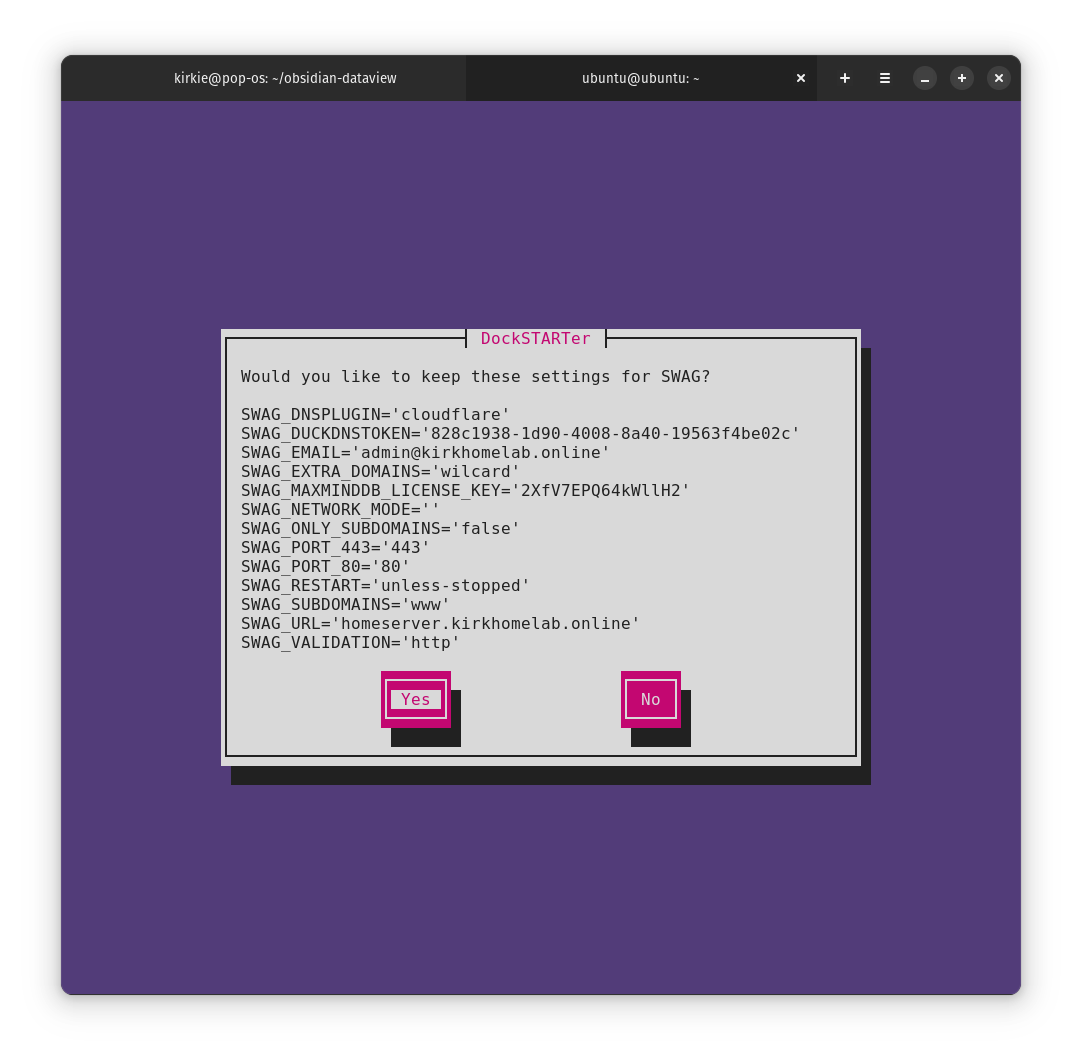 kirkie@pop-os: ~/obsidian-dataview
ubuntu@ubuntu: ~
DockSTARTer
Would you like to keep these settings for SWAG?
SWAG_DNSPLUGIN='cloudflare'
SWAG_DUCKDNSTOKEN='828c1938-1d90-4008-8a40-19563f4be02c'
SWAG_EMAIL='admin@kirkhomelab.online'
SWAG_EXTRA_DOMAINS='wilcard'
SWAG_MAXMINDDB_LICENSE_KEY='2XfV7EPQ64kWllH2'
SWAG_NETWORK_MODE=''
SWAG_ONLY_SUBDOMAINS='false'
SWAG_PORT_443='443'
SWAG_PORT_80='80'
SWAG_RESTART='unless-stopped'
SWAG_SUBDOMAINS='www'
SWAG_URL='homeserver.kirkhomelab.online'
SWAG_VALIDATION='http'
Yes No